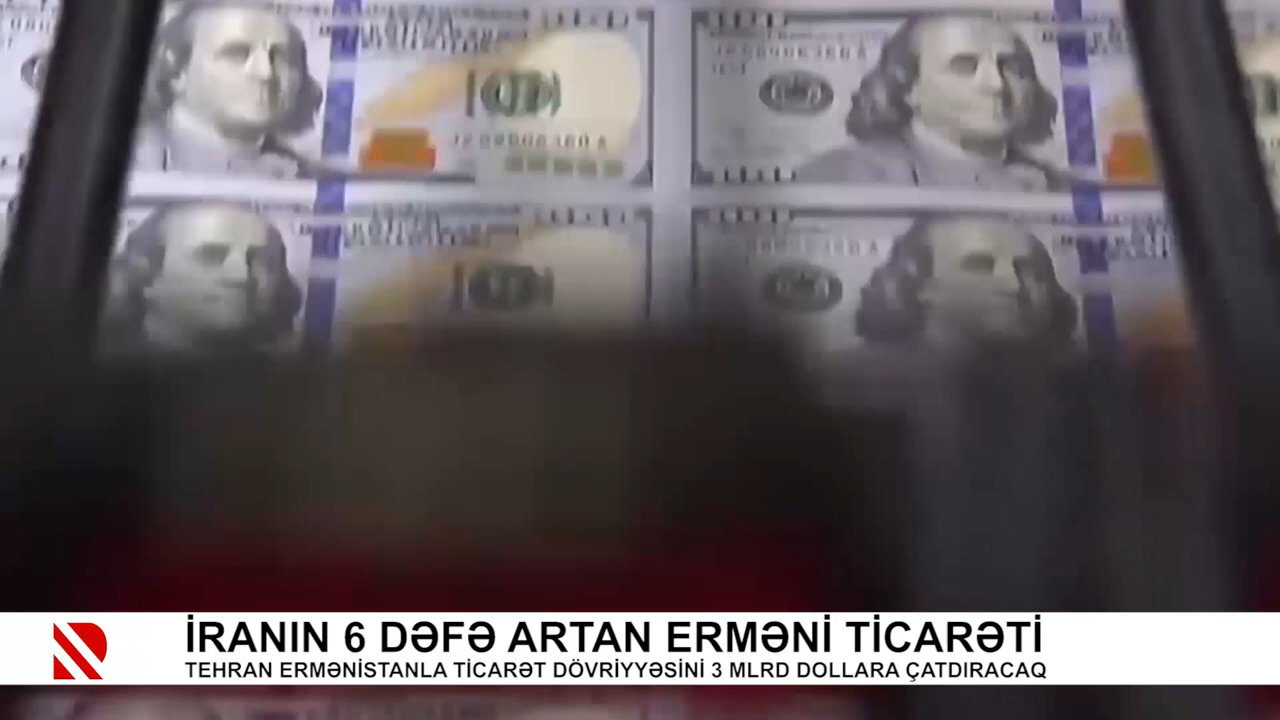 İRANIN 6 DƏFƏ ARTAN ERMƏNİ TİCARƏTİ
TEHRAN ERMƏNİSTANLA TİCARƏT DÖVRİYYƏSİNİ 3 MLRD DOLLARA ÇATDIRACAQ